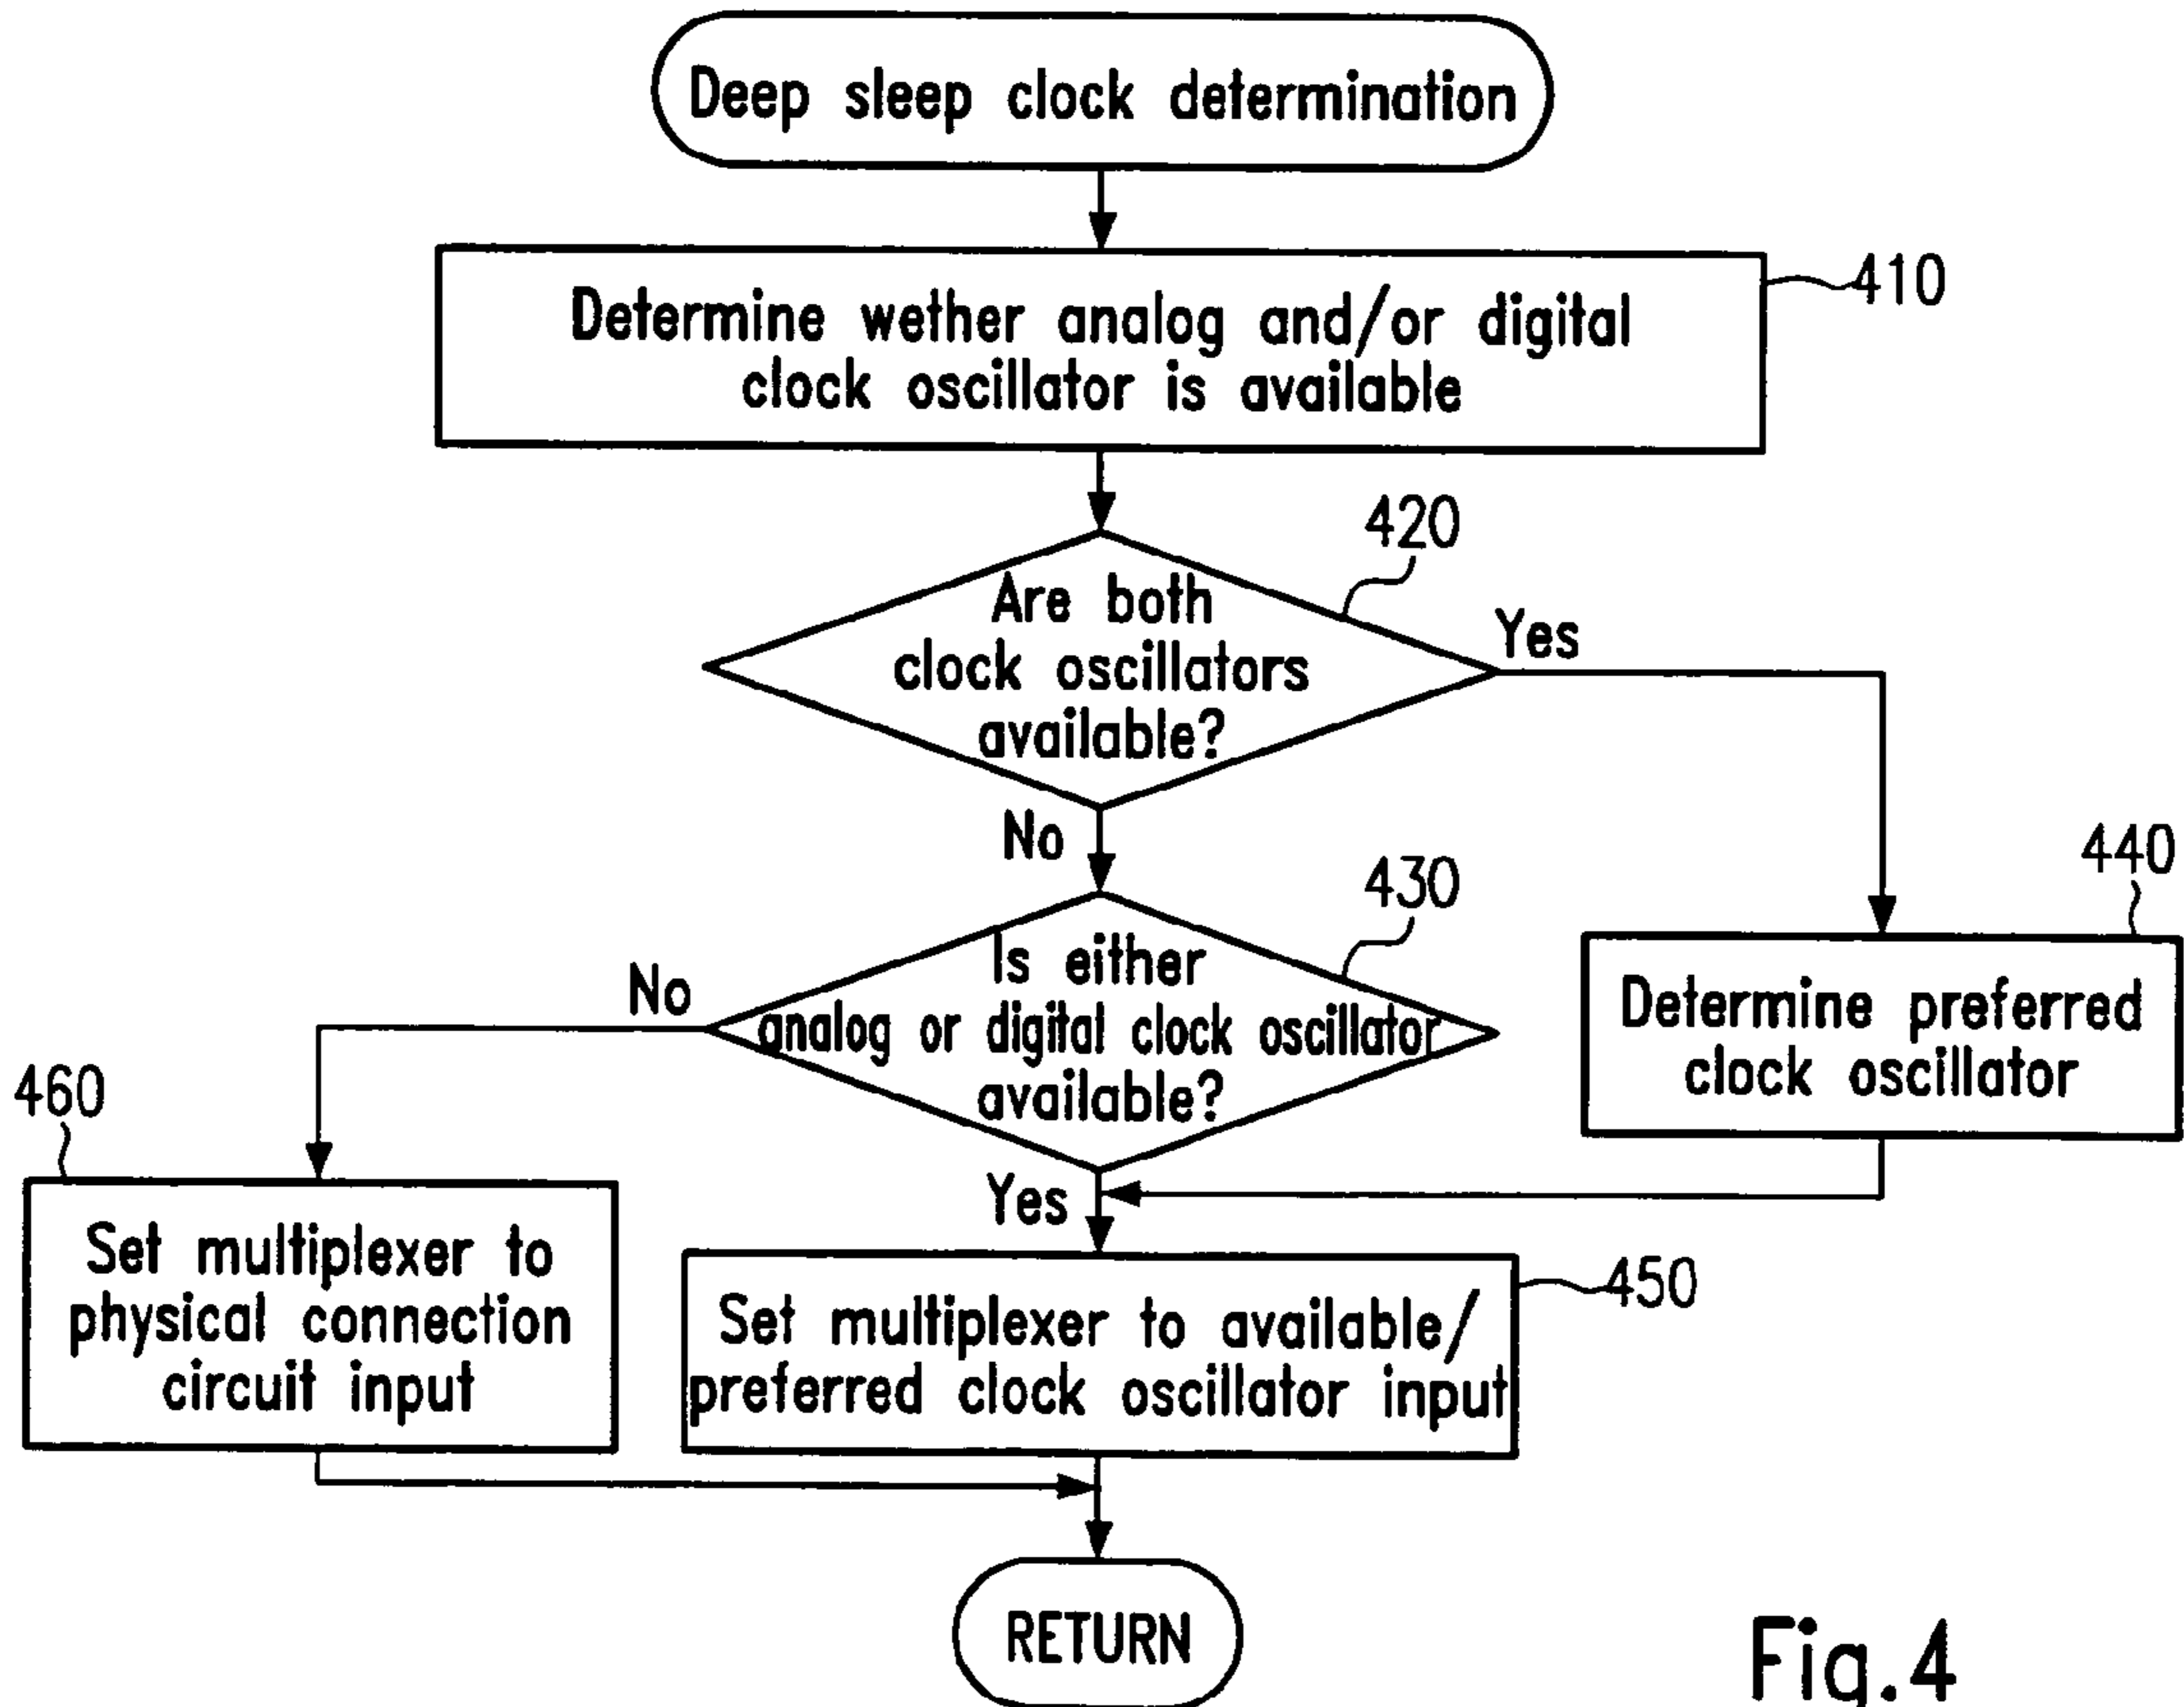 Deep sleep clock determination
Determine wether analog and/or digital
clock oscillator is available
410
420
Are both
clock oscillators
available?
Yes
No
430
440
Is either
analog or digital clock oscillator
available?
No
Determine preferred
clock oscillator
460
Yes
Set multiplexer to
physical connection
circuit input
450
Set multiplexer to available/
preferred clock oscillator input
RETURN
Fig.4